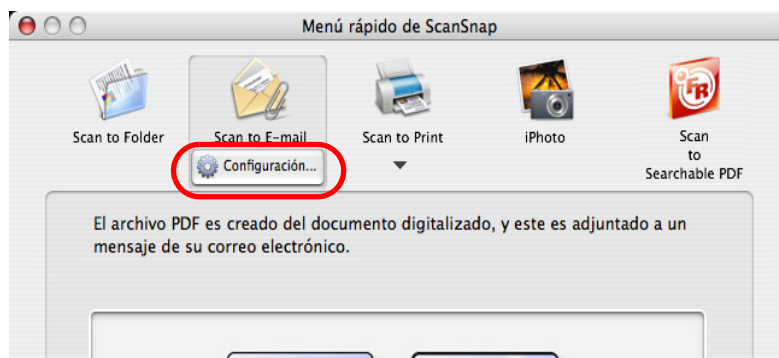 Menú rápido de ScanSnap
Scan to Folder
Scan to E-mail
Scan to Print
iPhoto
Scan
to
Searchable PDF
Configuración...
El archivo PDF es creado del documento digitalizado, y este es adjuntado a un
mensaje de su correo electrónico.